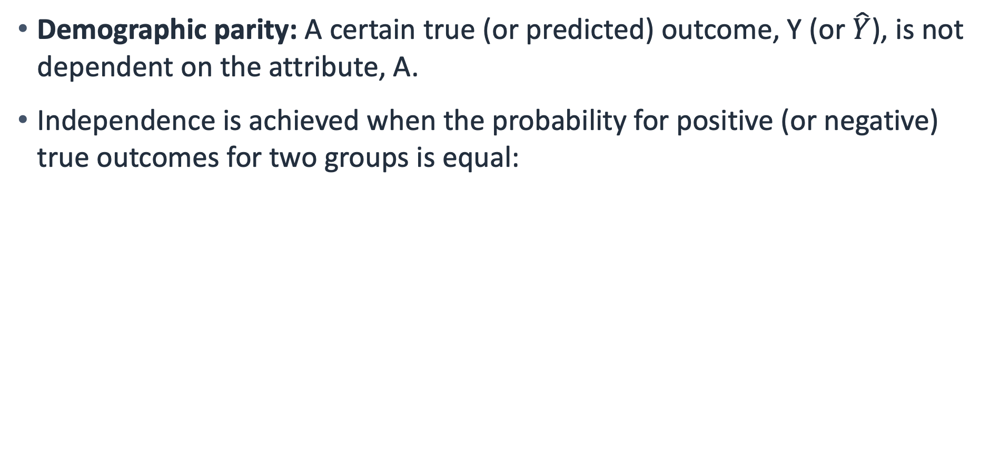 • Demographic parity: A certain true (or predicted) outcome, Y (or Ŷ), is not
dependent on the attribute, A.
• Independence is achieved when the probability for positive (or negative)
true outcomes for two groups is equal: